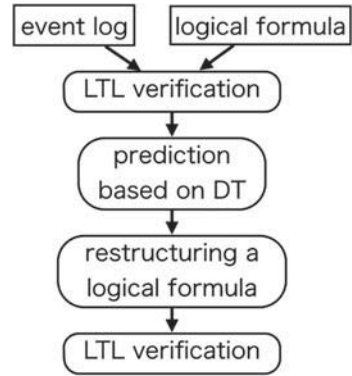 event log
logical formula
LTL verification
prediction
based on DT
restructuring a
logical formula
LTL verification